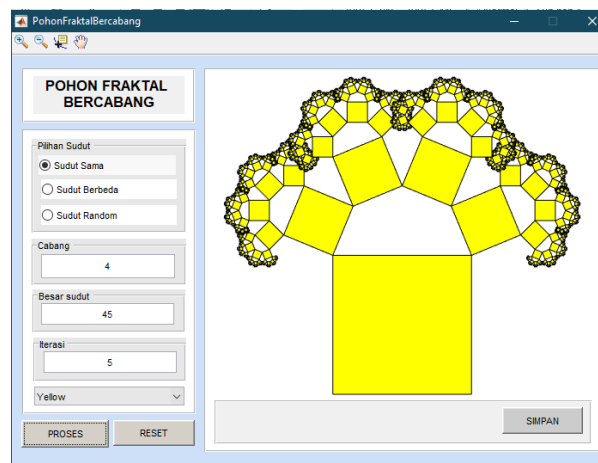 PohonFraktalBercabang
POHON FRAKTAL
BERCABANG
Pilihan Sudut
Sudut Sama
Sudut Berbeda
Sudut Random
Cabang
4
Besar sudut
45
Iterasi
5
Yellow
PROSES
RESET
SIMPAN